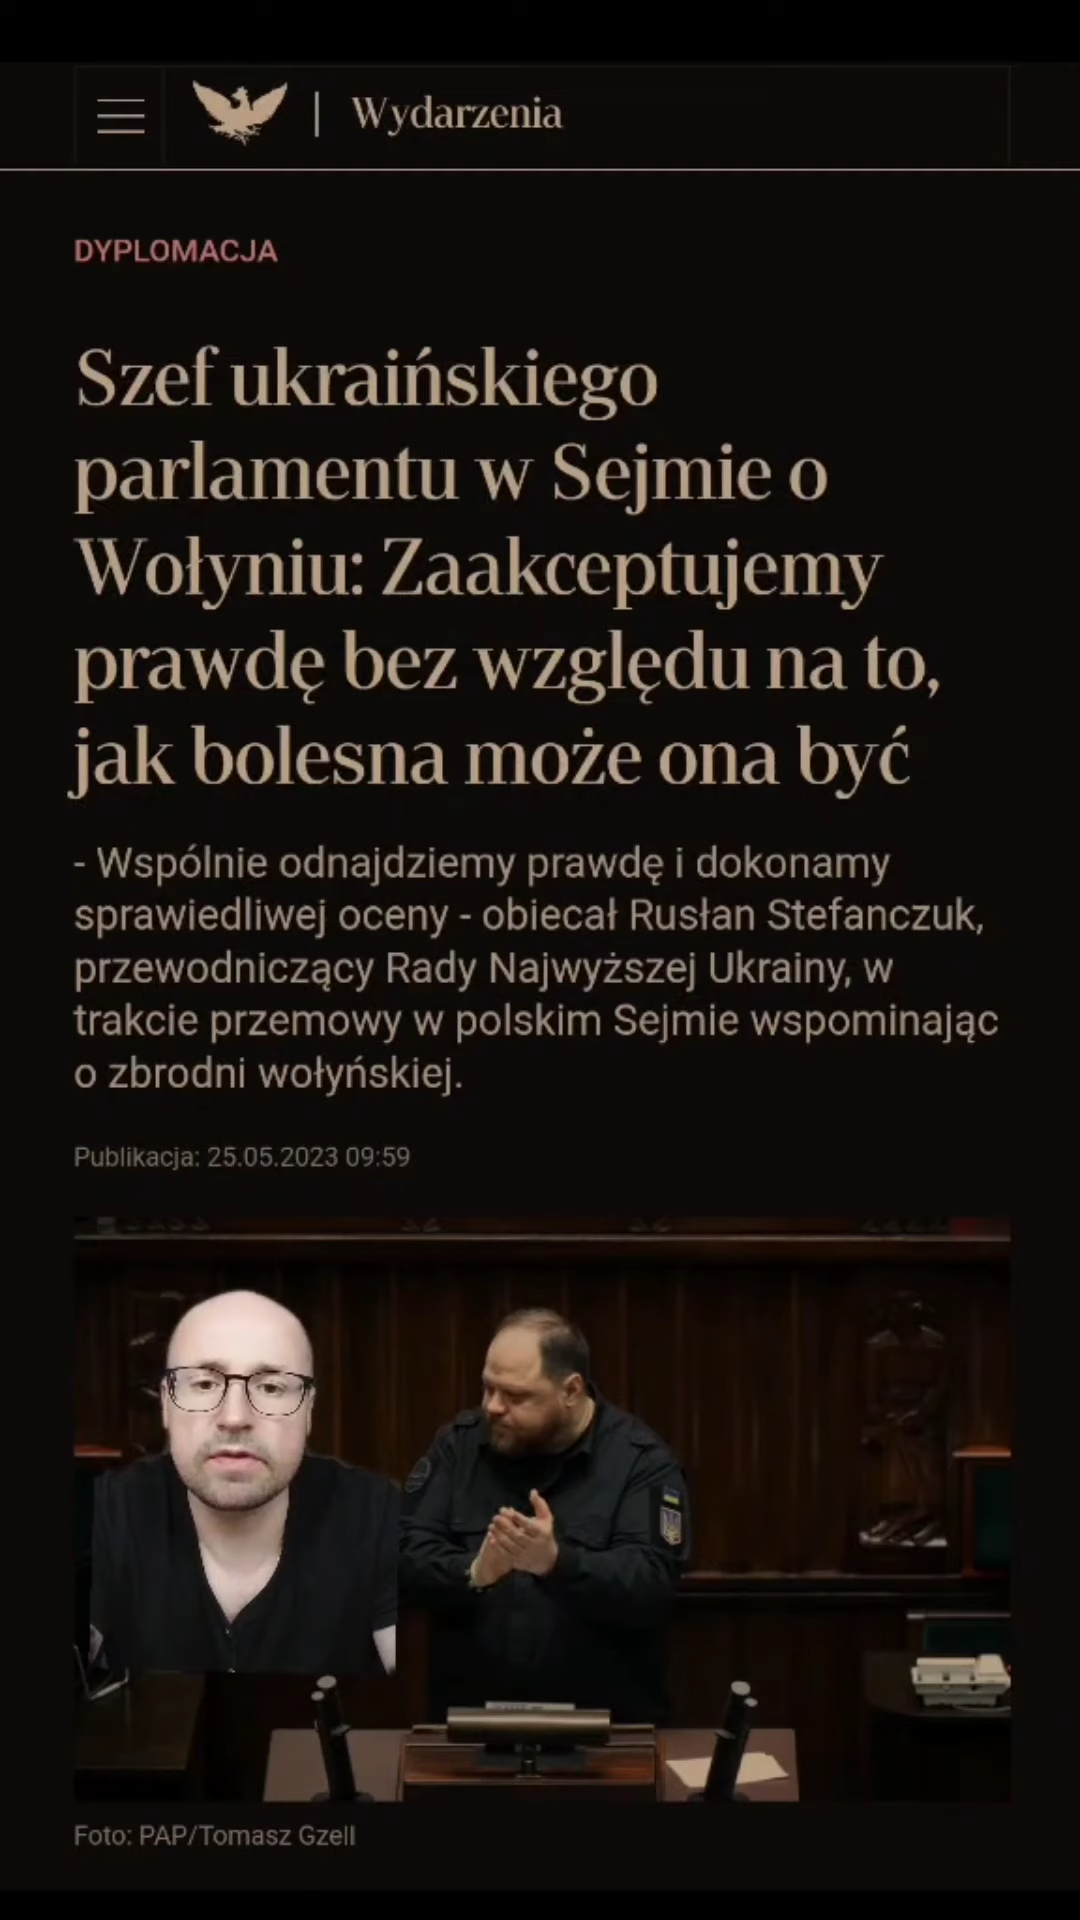 Wydarzenia
DYPLOMACJA
Szef ukraińskiego
parlamentu w Sejmie o
Wołyniu: Zaakceptujemy
prawdę bez względu na to,
jak bolesna może ona być
- Wspólnie odnajdziemy prawdę i dokonamy
sprawiedliwej oceny - obiecał Rusłan Stefanczuk,
przewodniczący Rady Najwyższej Ukrainy, w
trakcie przemowy w polskim Sejmie wspominając
o zbrodni wołyńskiej.
Publikacja: 25.05.2023 09:59
Foto: PAP/Tomasz Gzell